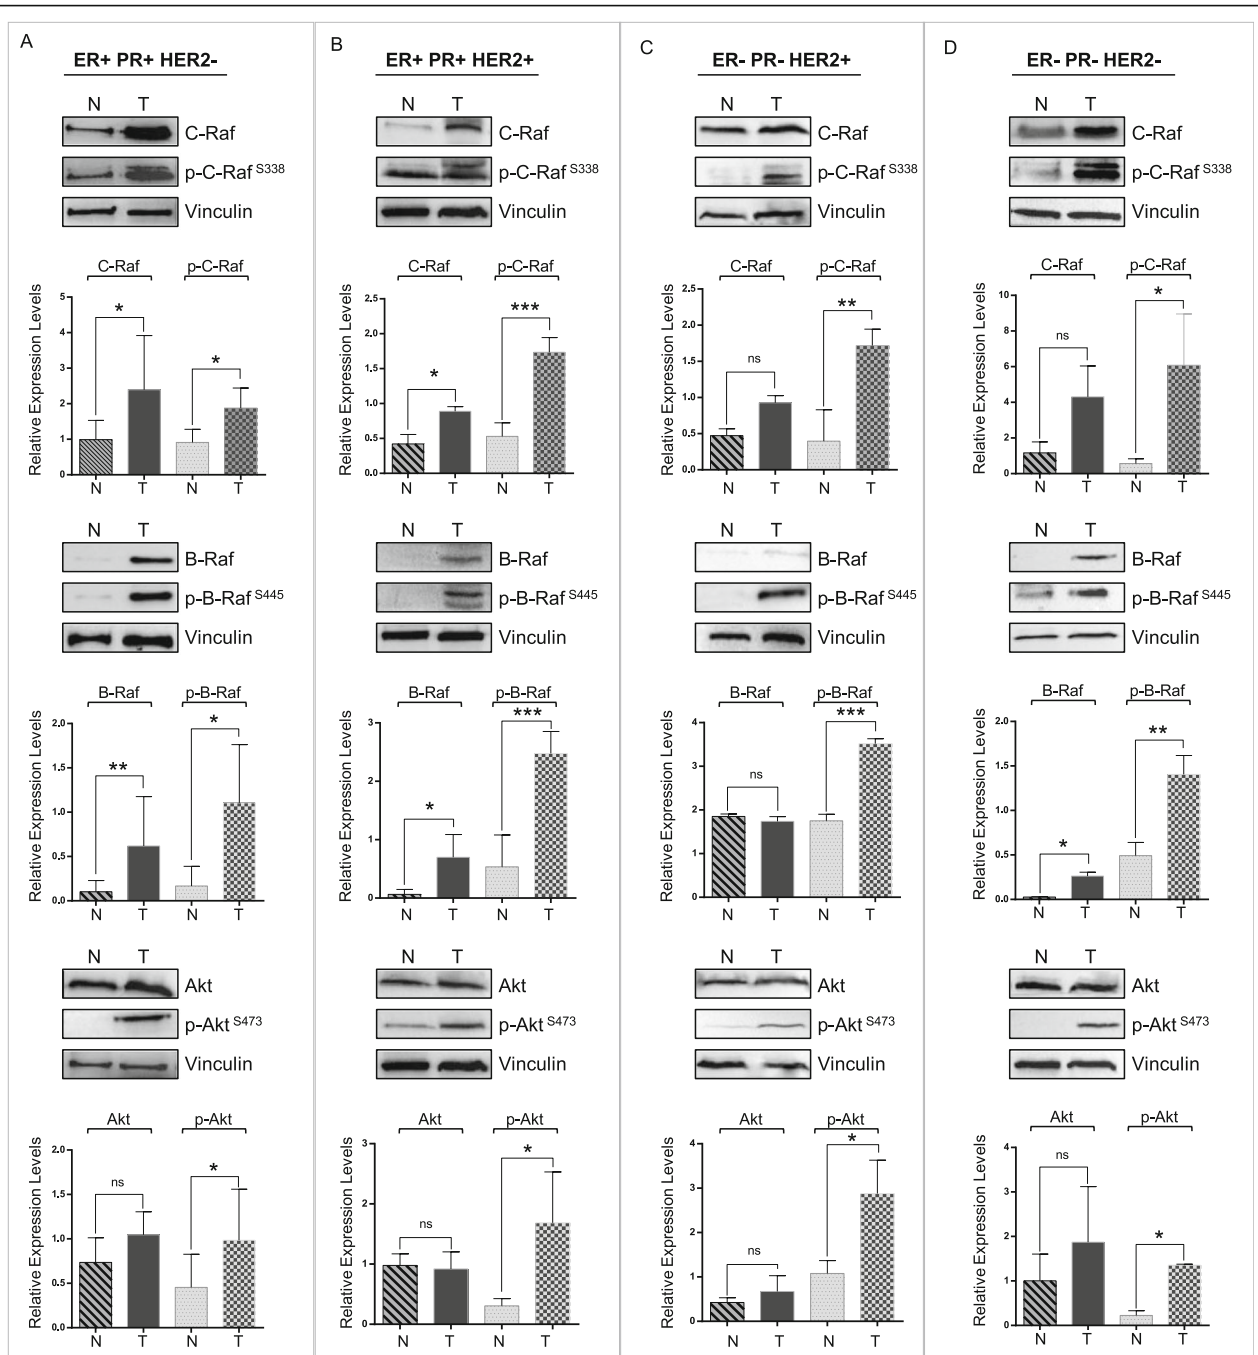 A
ER+ PR+ HER2-
N T
C-Raf
p-C-Raf S338
Vinculin
C-Raf p-C-Raf
Relative Expression Levels
5
4
3
2
1
0
*
*
N T N T
N T
B-Raf
p-B-Raf S445
Vinculin
B-Raf p-B-Raf
Relative Expression Levels
2.0
1.5
1.0
0.5
0.0
**
*
N T N T
N T
Akt
p-Akt S473
Vinculin
Akt p-Akt
Relative Expression Levels
2.0
1.5
1.0
0.5
0.0
ns
*
N T N T
B
ER+ PR+ HER2+
N T
C-Raf
p-C-Raf S338
Vinculin
C-Raf p-C-Raf
Relative Expression Levels
2.5
2.0
1.5
1.0
0.5
0.0
*
***
N T N T
N T
B-Raf
p-B-Raf S445
Vinculin
B-Raf p-B-Raf
Relative Expression Levels
3
2
1
0
*
***
N T N T
N T
Akt
p-Akt S473
Vinculin
Akt p-Akt
Relative Expression Levels
3
2
1
0
ns
*
N T N T
C
ER- PR- HER2+
N T
C-Raf
p-C-Raf S338
Vinculin
C-Raf p-C-Raf
Relative Expression Levels
2.5
2.0
1.5
1.0
0.5
0.0
ns
**
N T N T
N T
B-Raf
p-B-Raf S445
Vinculin
B-Raf p-B-Raf
Relative Expression Levels
4
3
2
1
0
ns
***
N T N T
N T
Akt
p-Akt S473
Vinculin
Akt p-Akt
Relative Expression Levels
4
3
2
1
0
ns
*
N T N T
D
ER- PR- HER2-
N T
C-Raf
p-C-Raf S338
Vinculin
C-Raf p-C-Raf
Relative Expression Levels
10
8
6
4
2
0
ns
*
N T N T
N T
B-Raf
p-B-Raf S445
Vinculin
B-Raf p-B-Raf
Relative Expression Levels
2.0
1.5
1.0
0.5
0.0
*
**
N T N T
N T
Akt
p-Akt S473
Vinculin
Akt p-Akt
Relative Expression Levels
4
3
2
1
0
ns
*
N T N T